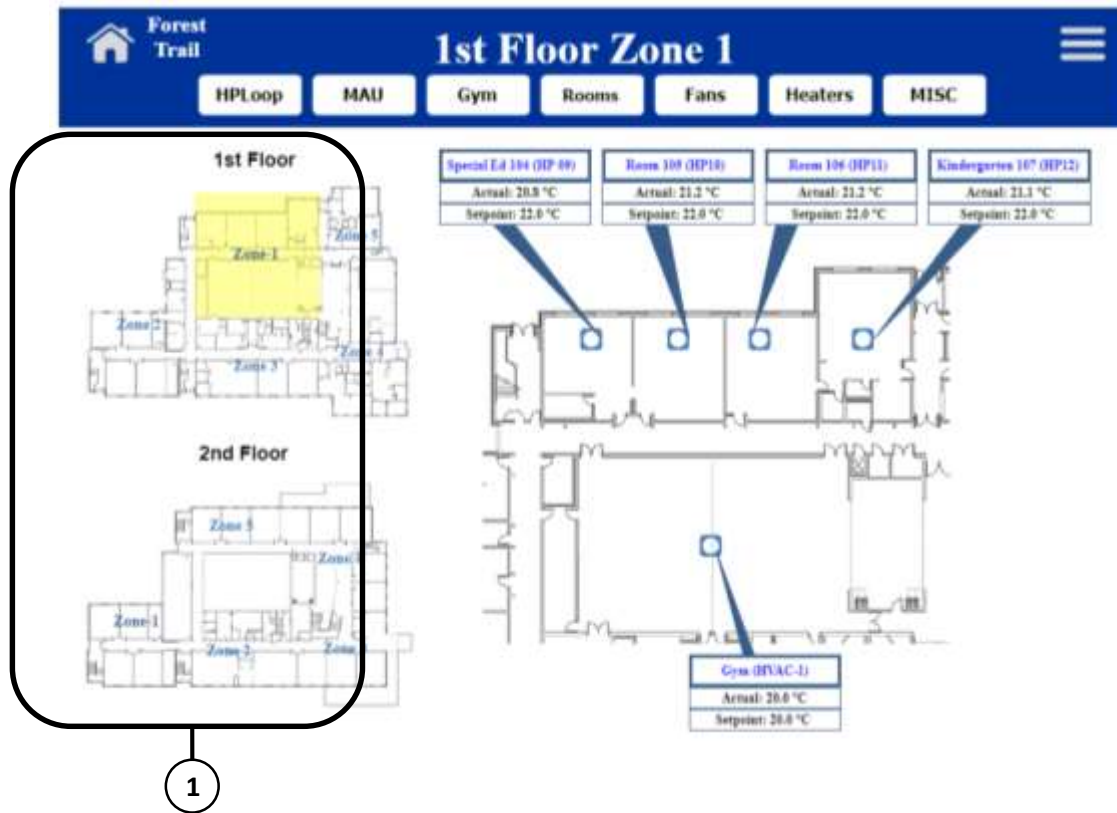 Forest
Trail
1st Floor Zone 1
HPLoop
MAU
Gym
Rooms
Fans
Heaters
MISC
1st Floor
Zone 5
Zone 1
Zone 2
Zone 4
Zone 3
2nd Floor
Zone 5
Zone
Zone 1
Zone 2
Zone
Special Ed 104 (HP 09)
Actual: 20.8 °C
Setpoint: 22.0 °C
Room 105 (HP10)
Actual: 21.2 °C
Setpoint: 22.0 °C
Room 106 (HP11)
Actual: 21.2 °C
Setpoint: 22.0 °C
Kindergarten 107 (HP12)
Actual: 21.1 °C
Setpoint: 22.0 °C
Gym (HVAC-1)
Actual: 20.0 °C
Setpoint: 20.0 °C
1